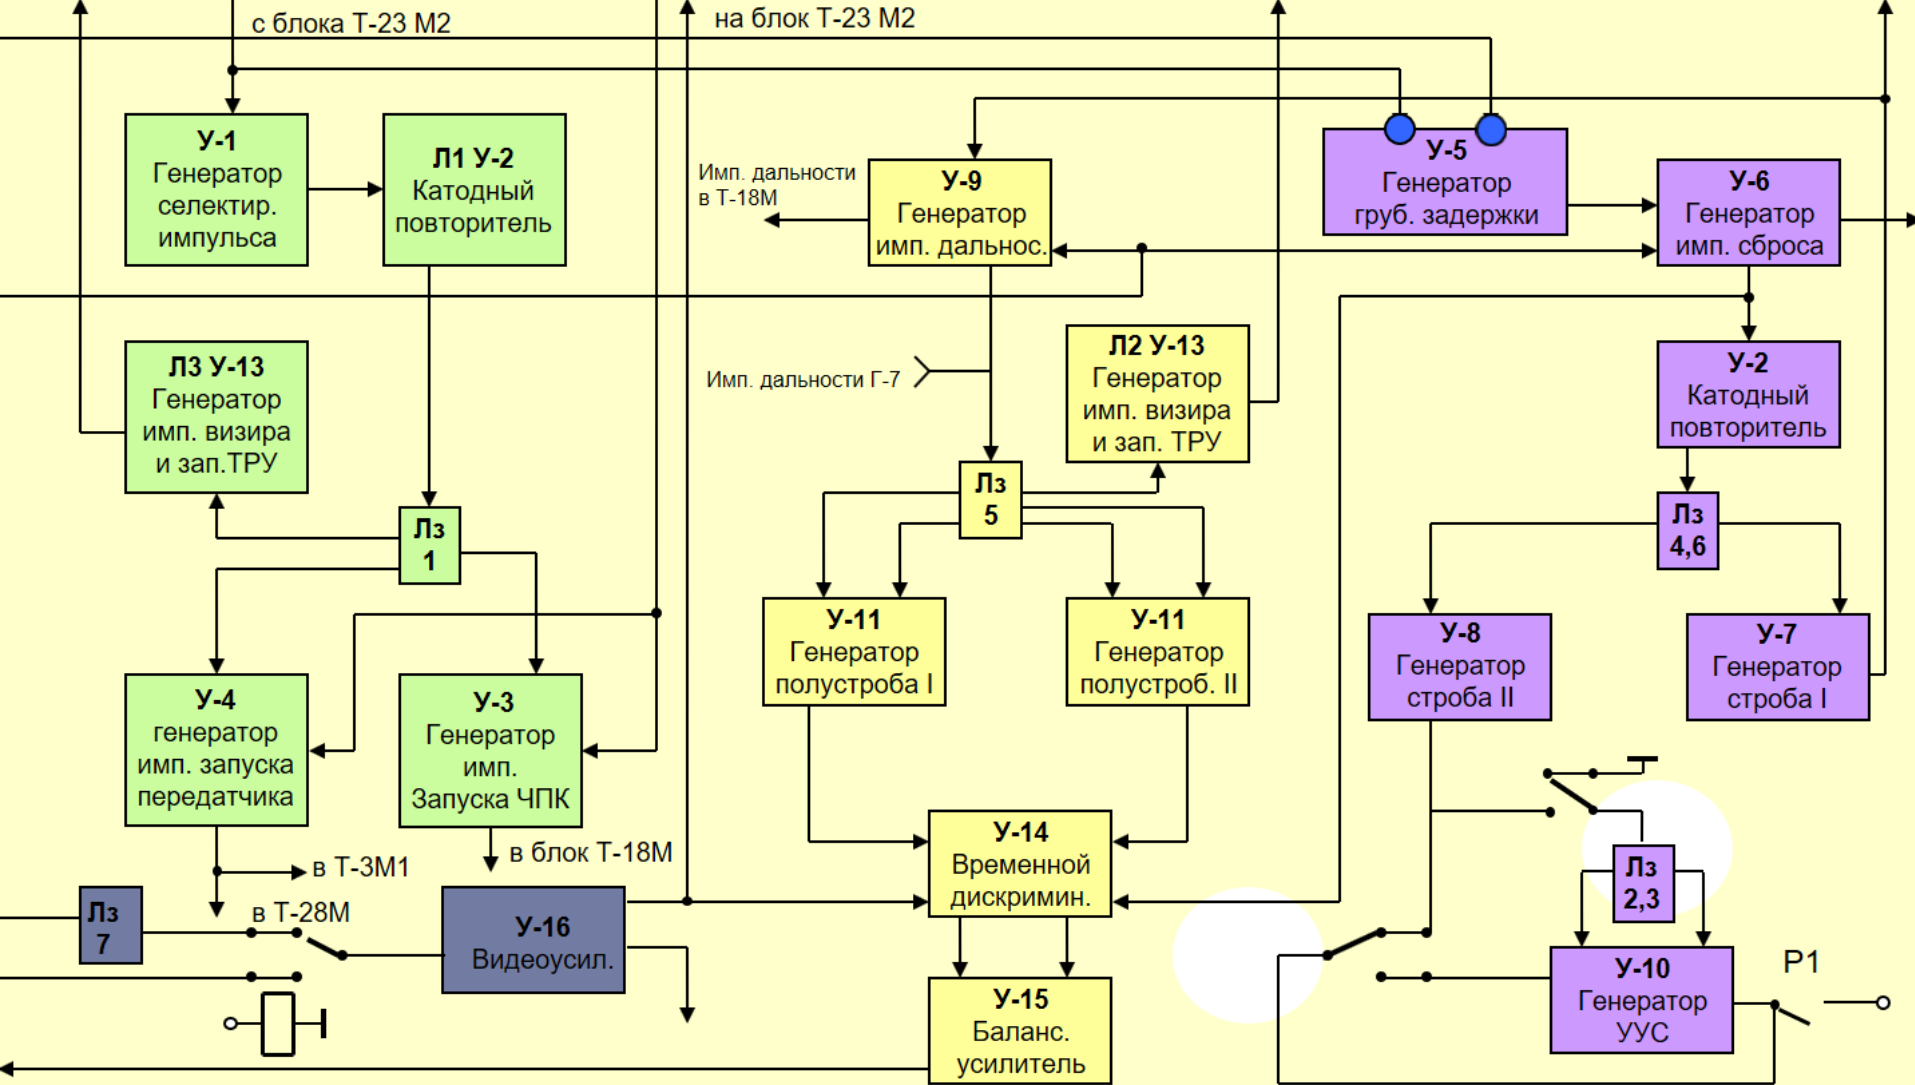 с блока Т-23 М2
на блок Т-23 М2
У-1
Генератор
селектир.
импульса
Л1 У-2
Катодный
повторитель
Имп. дальности
в Т-18М
У-9
Генератор
имп. дальнос.
У-5
Генератор
груб. задержки
У-6
Генератор
имп. сброса
Л3 У-13
Генератор
имп. визира
и зап.ТРУ
Имп. дальности Г-7
Л2 У-13
Генератор
имп. визира
и зап. ТРУ
У-2
Катодный
повторитель
Лз
1
Лз
5
Лз
4,6
У-11
Генератор
полустроба I
У-11
Генератор
полустроб. II
У-8
Генератор
строба II
У-7
Генератор
строба I
У-4
генератор
имп. запуска
передатчика
У-3
Генератор
имп.
Запуска ЧПК
в Т-3М1
в блок Т-18М
У-14
Временной
дискримин.
Лз
2,3
Лз
7
в Т-28М
У-16
Видеоусил.
У-15
Баланс.
усилитель
У-10
Генератор
УУС
Р1